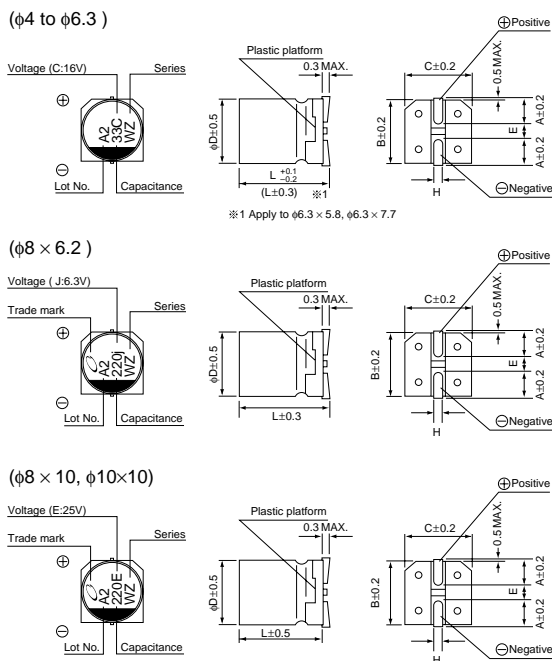 (ϕ4 to ϕ6.3 )
Voltage (C:16V)
Series
⊕
A2
33C
WZ
⊖
Lot No.
Capacitance
Plastic platform
0.3 MAX.
ϕD±0.5
L +0.1 −0.2
(L±0.3) ※1
※1 Apply to ϕ6.3 × 5.8, ϕ6.3 × 7.7
⊕Positive
C±0.2
0.5 MAX.
B±0.2
A±0.2
E
A±0.2
H
⊖Negative
(ϕ8 × 6.2 )
Voltage ( J:6.3V)
Trade mark
Series
⊕
A2
220j
WZ
⊖
Lot No.
Capacitance
Plastic platform
0.3 MAX.
ϕD±0.5
L±0.3
⊕Positive
C±0.2
0.5 MAX.
B±0.2
A±0.2
E
A±0.2
H
⊖Negative
(ϕ8 × 10, ϕ10×10)
Voltage (E:25V)
Trade mark
Series
⊕
A2
220E
WZ
⊖
Lot No.
Capacitance
Plastic platform
0.3 MAX.
ϕD±0.5
L±0.5
⊕Positive
C±0.2
0.5 MAX.
B±0.2
A±0.2
E
A±0.2
H
⊖Negative